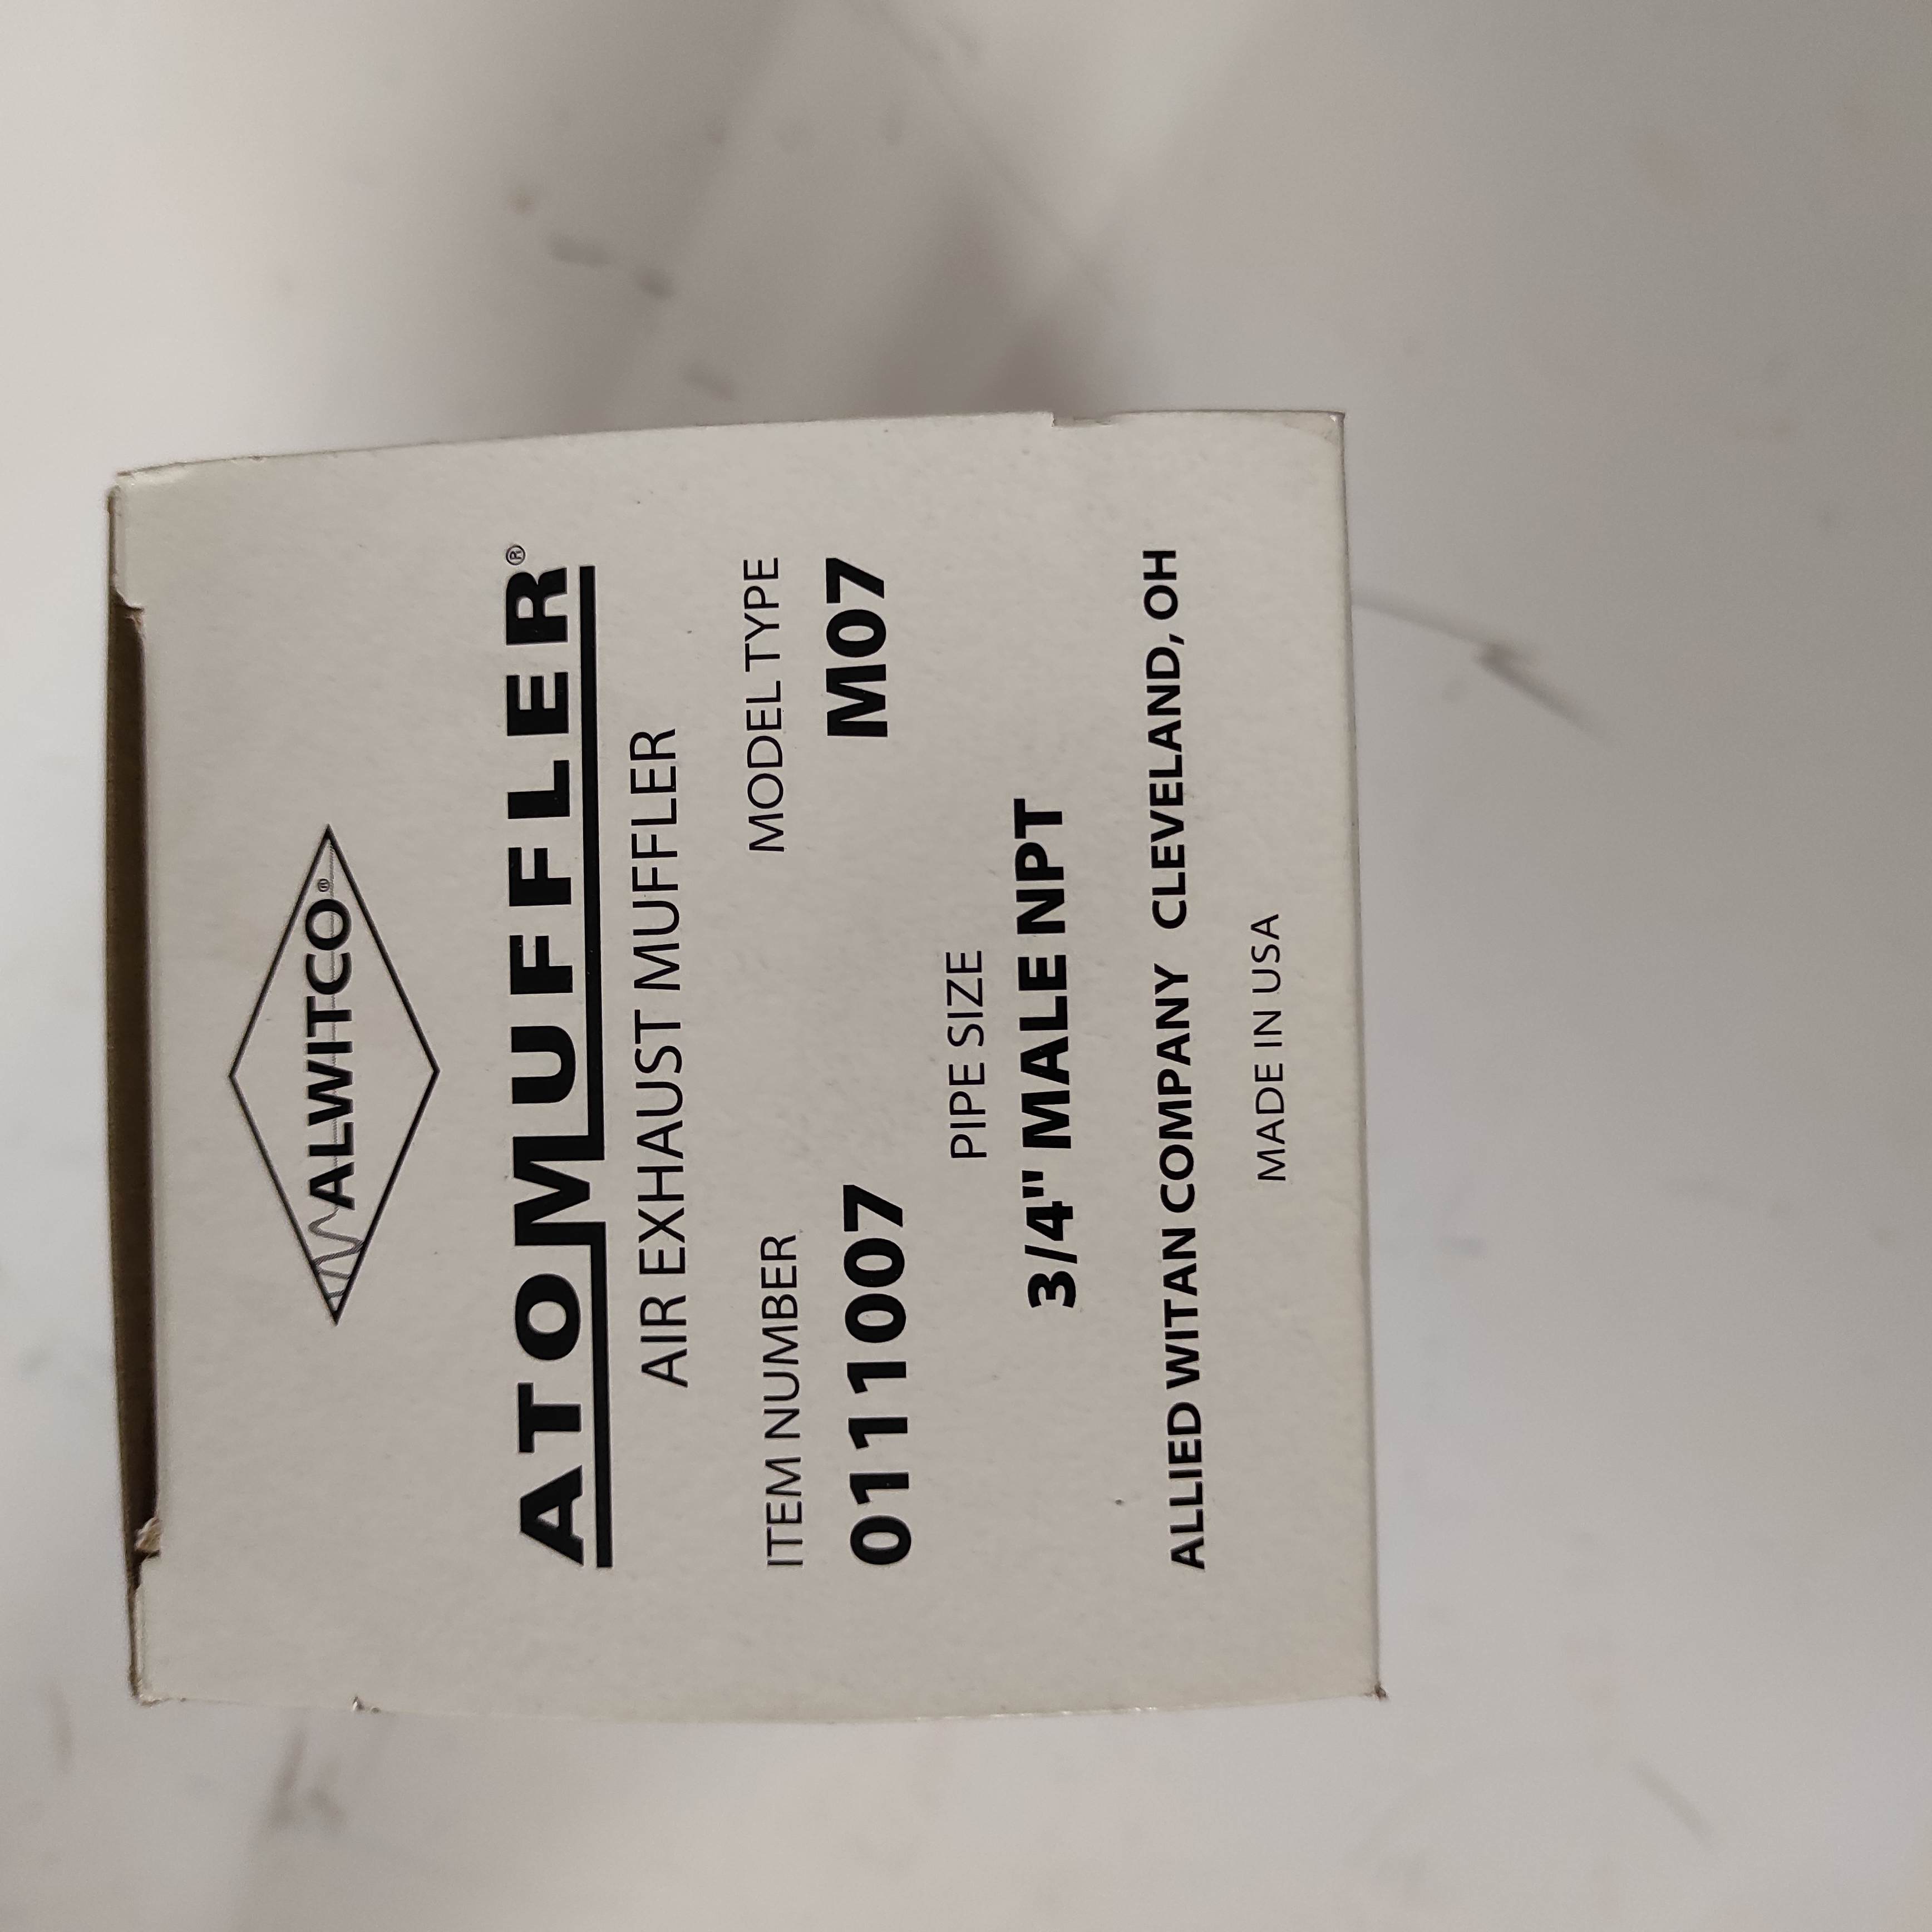 ALWITCO®
ATOMUFFLER®
AIR EXHAUST MUFFLER
ITEM NUMBER MODEL TYPE
0111007 M07
PIPE SIZE
3/4" MALE NPT
ALLIED WITAN COMPANY CLEVELAND, OH
MADE IN USA